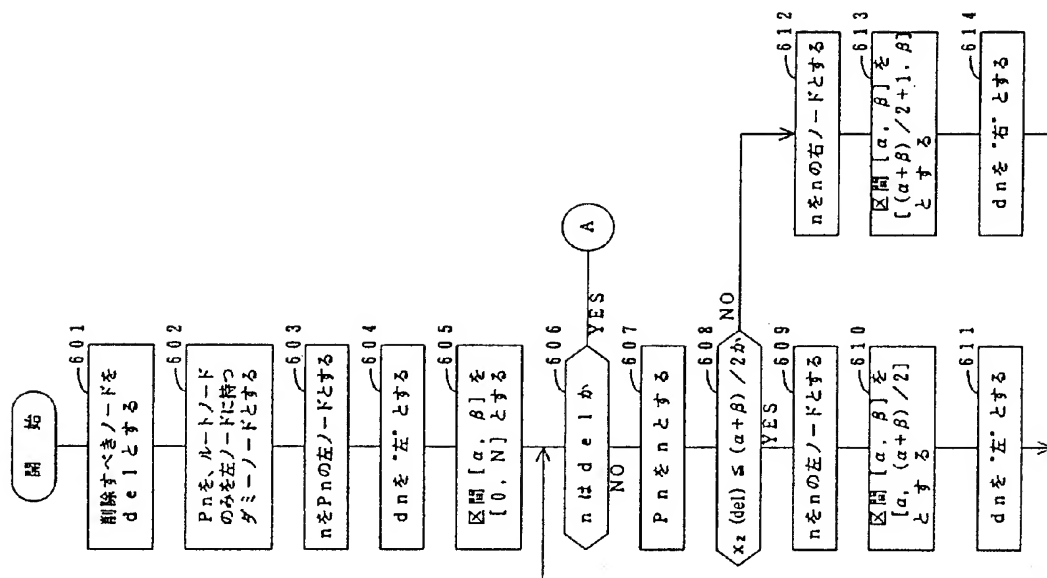 開 始
601
削除すべきノードを
delとする
602
Pnを、ルートノード
のみを左ノードに持つ
ダミーノードとする
603
nをPnの左ノードとする
604
dnを"左"とする
605
区間 [α, β] を
[0, N] とする
606
nはdelか
YES
A
NO
607
Pnをnとする
608
x₂(del) ≦ (α+β)/2か
NO
YES
609
nをnの左ノードとする
610
区間 [α, β] を
[α, (α+β)/2]
とする
611
dnを"左"とする
612
nをnの右ノードとする
613
区間 [α, β] を
[(α+β)/2+1, β]
とする
614
dnを"右"とする